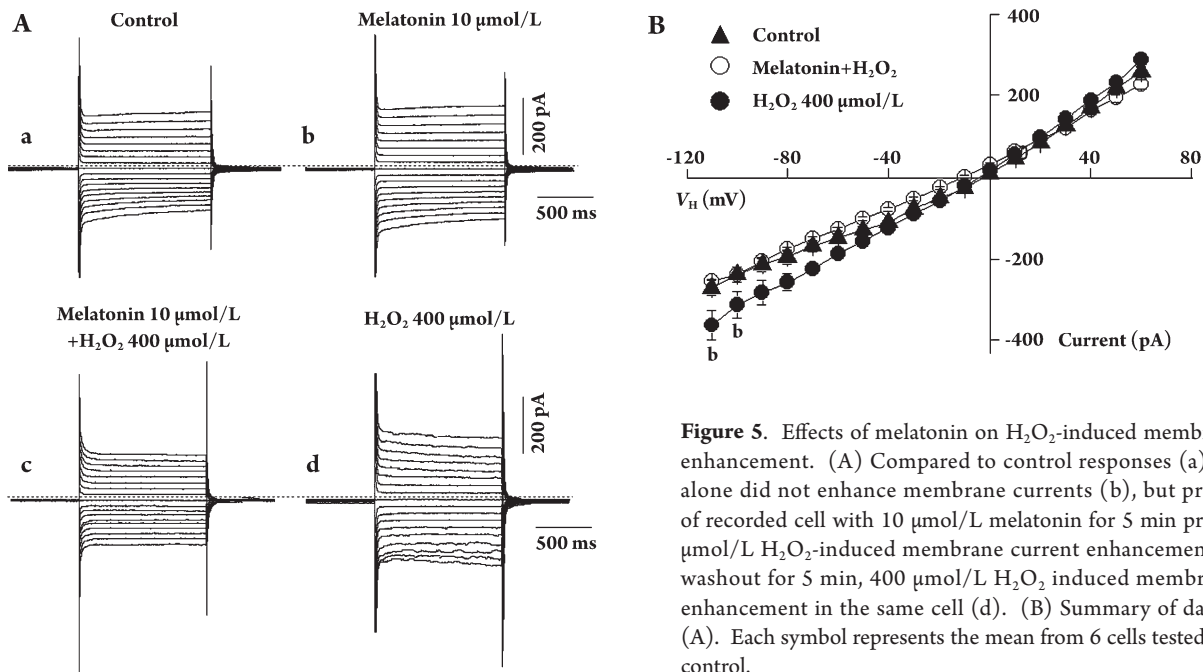 A
Control
Melatonin 10 µmol/L
a
b
200 pA
500 ms
Melatonin 10 µmol/L
+H₂O₂ 400 µmol/L
H₂O₂ 400 µmol/L
c
d
200 pA
500 ms
B
Control
Melatonin+H₂O₂
H₂O₂ 400 µmol/L
400
200
-120 -80 -40 0 40 80
V_H (mV)
-200
-400
Current (pA)
b
b
Figure 5. Effects of melatonin on H₂O₂-induced memb
enhancement. (A) Compared to control responses (a)
alone did not enhance membrane currents (b), but pr
of recorded cell with 10 µmol/L melatonin for 5 min pr
µmol/L H₂O₂-induced membrane current enhancemen
washout for 5 min, 400 µmol/L H₂O₂ induced membr
enhancement in the same cell (d). (B) Summary of da
(A). Each symbol represents the mean from 6 cells tested
control.